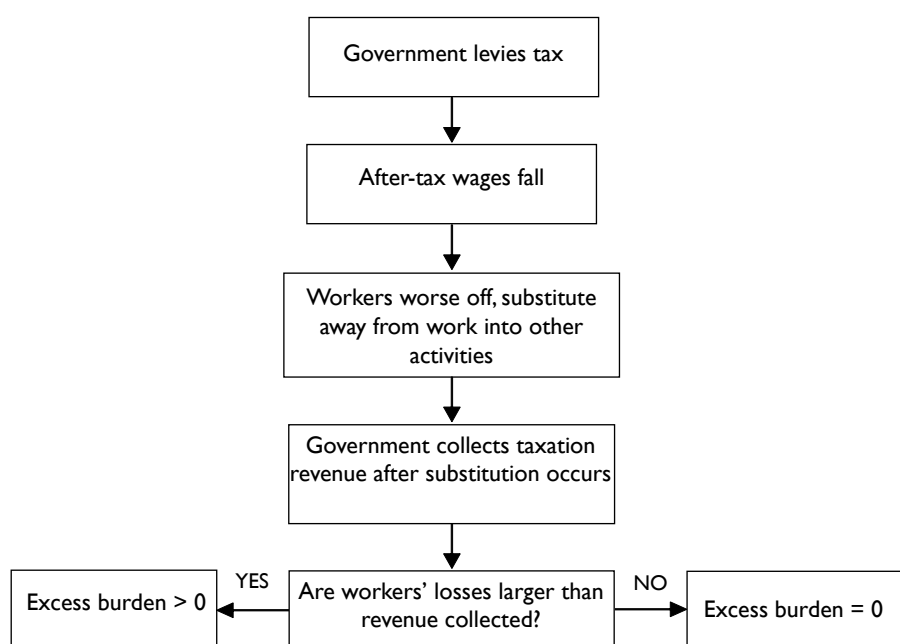 Government levies tax
After-tax wages fall
Workers worse off, substitute
away from work into other
activities
Government collects taxation
revenue after substitution occurs
Excess burden > 0
YES
Are workers’ losses larger than
revenue collected?
NO
Excess burden = 0